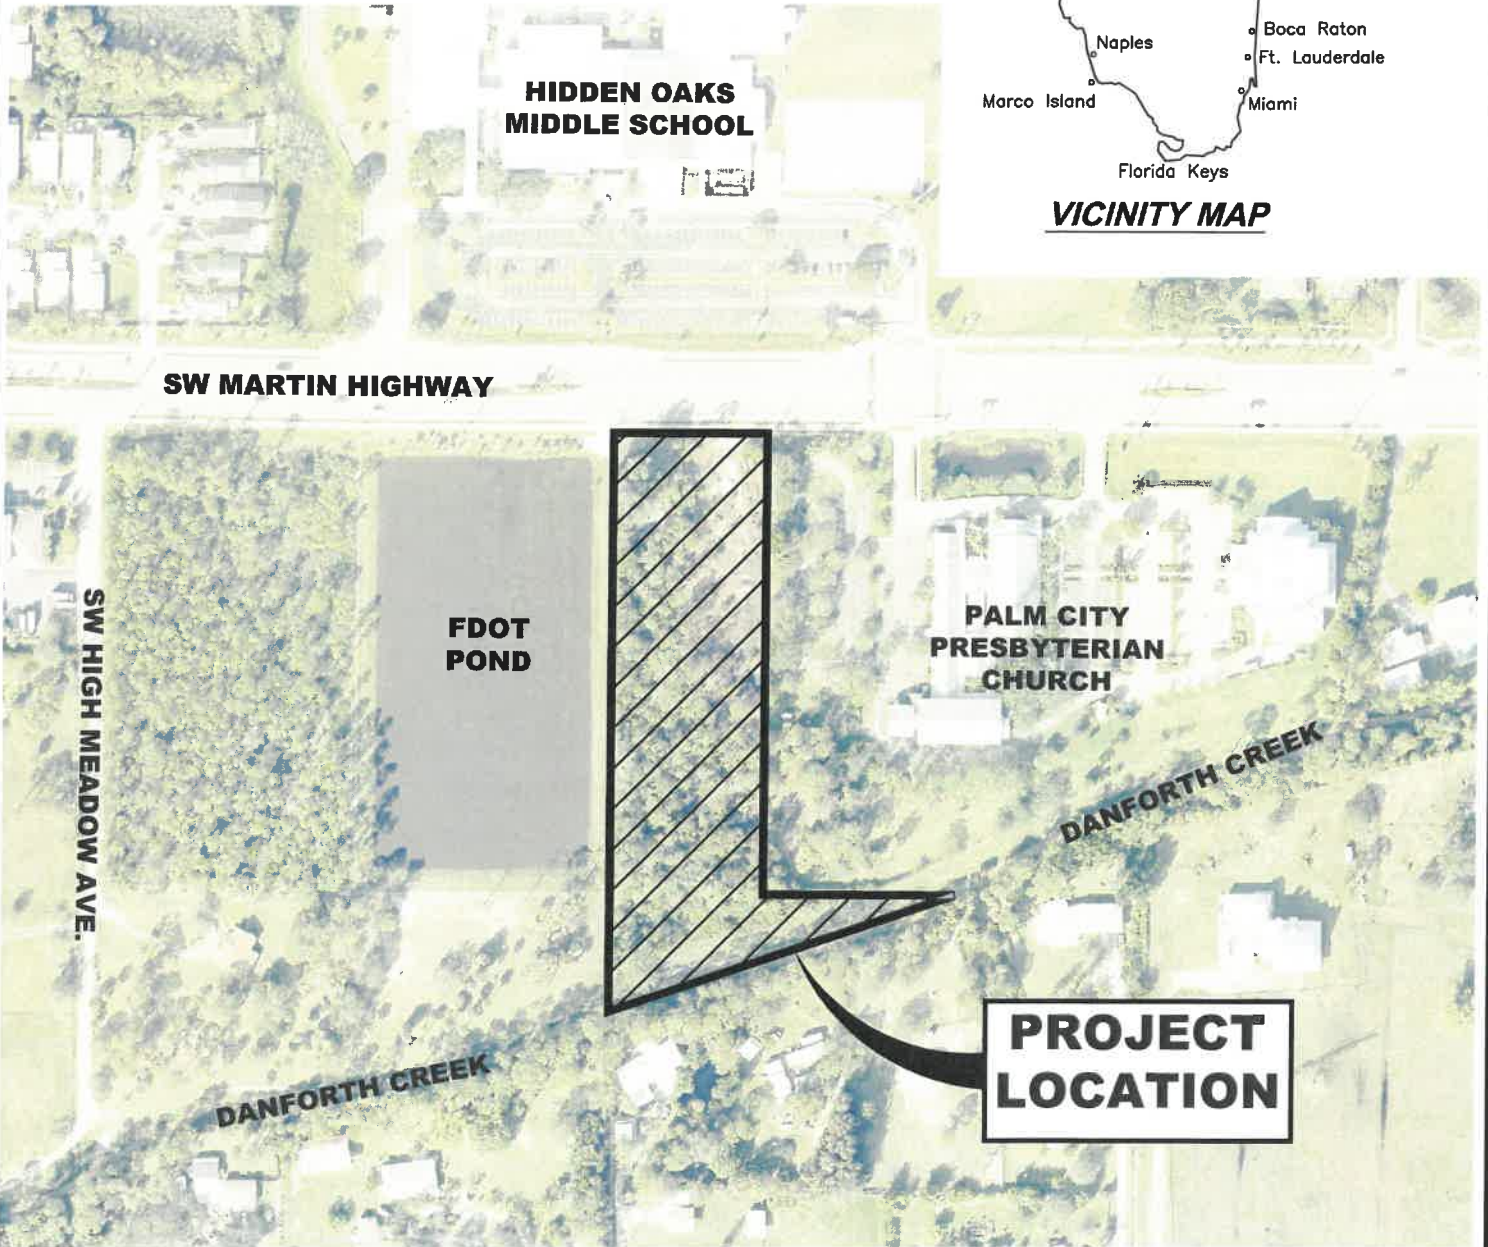 Boca Raton
Naples
Ft. Lauderdale
Marco Island
Miami
Florida Keys
VICINITY MAP
HIDDEN OAKS
MIDDLE SCHOOL
SW MARTIN HIGHWAY
SW HIGH MEADOW AVE.
FDOT
POND
PALM CITY
PRESBYTERIAN
CHURCH
DANFORTH CREEK
DANFORTH CREEK
PROJECT
LOCATION